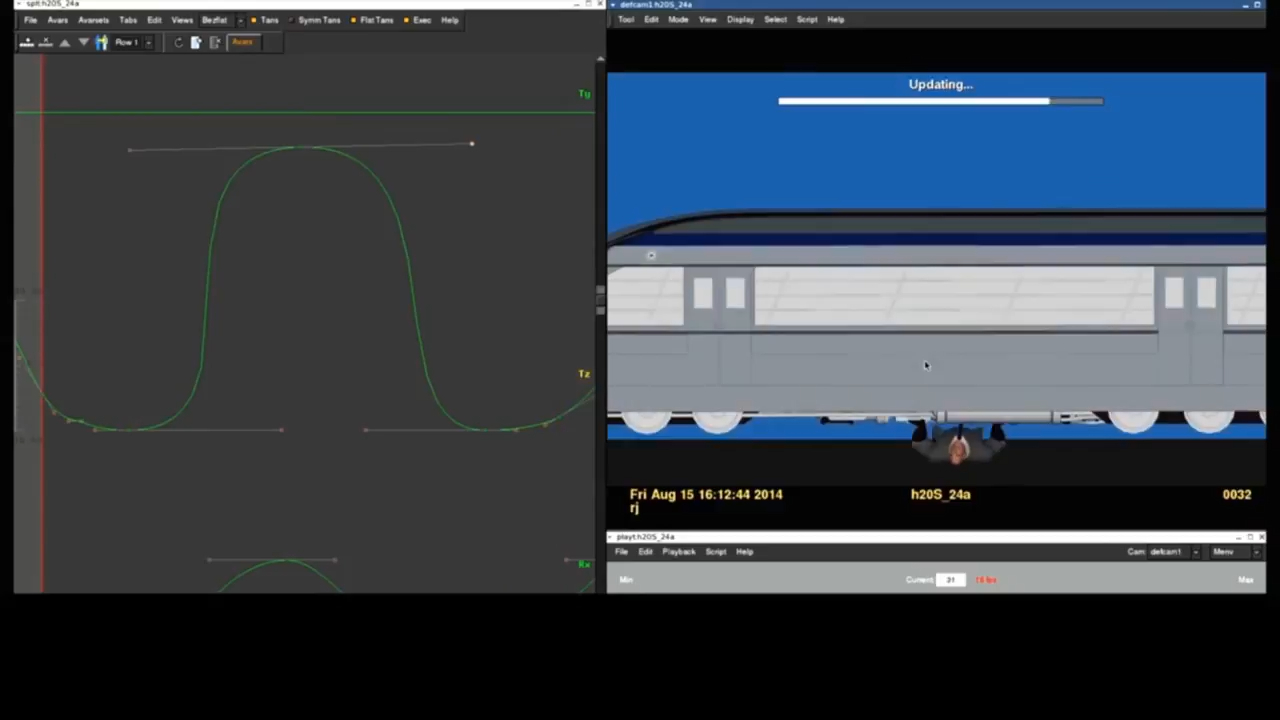 splt:h20S_24a
File Avars Avarsets Tabs Edit Views Bezflat Tans Symm Tans Flat Tans Exec Help
Row 1 Avars
Ty
Tz
Rx
defcam1:h20S_24a
Tool Edit Mode View Display Select Script Help
Updating...
Fri Aug 15 16:12:44 2014 h20S_24a 0032
rj
playt:h20S_24a
File Edit Playback Script Help Cam: defcam1 Menv
Min Current 31 Max